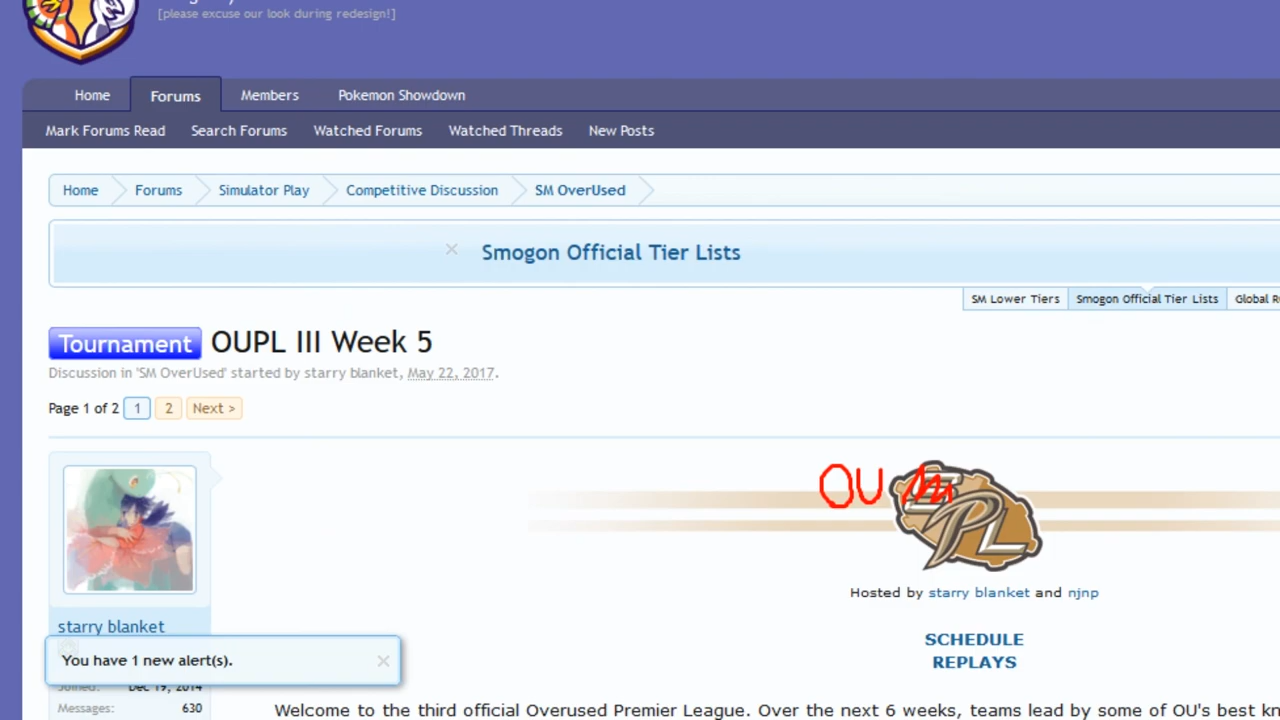 [please excuse our look during redesign!]
Home Forums Members Pokemon Showdown
Mark Forums Read Search Forums Watched Forums Watched Threads New Posts
Home Forums Simulator Play Competitive Discussion SM OverUsed
Smogon Official Tier Lists
SM Lower Tiers Smogon Official Tier Lists Global
Tournament OUPL III Week 5
Discussion in 'SM OverUsed' started by starry blanket, May 22, 2017.
Page 1 of 2 1 2 Next >
OU
PL
Hosted by starry blanket and njnp
starry blanket
SCHEDULE
REPLAYS
You have 1 new alert(s).
Joined: Dec 19, 2014
Messages: 630
Welcome to the third official Overused Premier League. Over the next 6 weeks, teams lead by some of OU's best